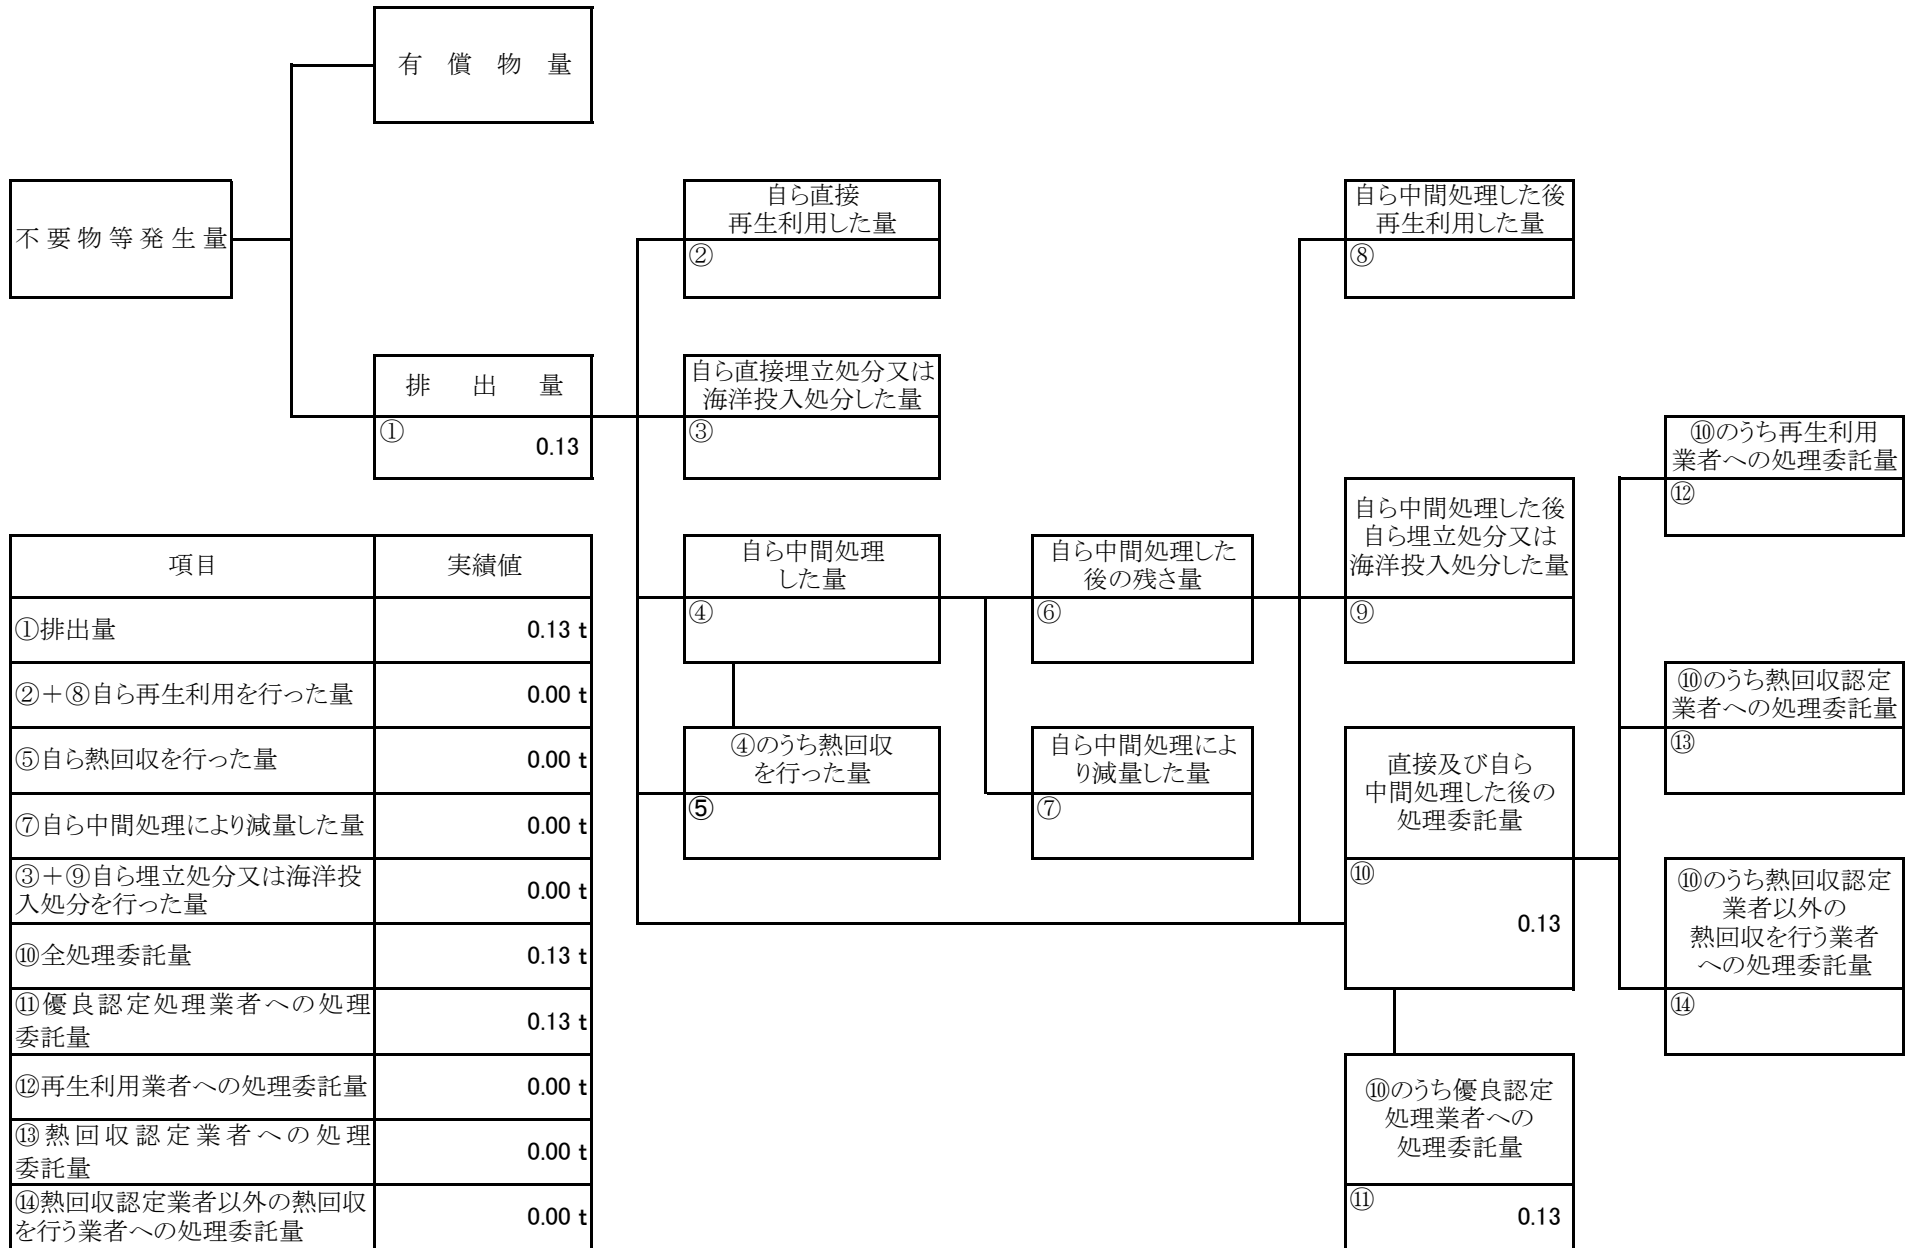 有償物量
不要物等発生量
自ら直接
再生利用した量
②
自ら中間処理した後
再生利用した量
⑧
排出量
①
0.13
自ら直接埋立処分又は
海洋投入処分した量
③
⑩のうち再生利用
業者への処理委託量
⑫
自ら中間処理した後
自ら埋立処分又は
海洋投入処分した量
⑨
自ら中間処理
した量
④
自ら中間処理した
後の残さ量
⑥
⑩のうち熱回収認定
業者への処理委託量
⑬
④のうち熱回収
を行った量
⑤
自ら中間処理によ
り減量した量
⑦
直接及び自ら
中間処理した後の
処理委託量
⑩
0.13
⑩のうち熱回収認定
業者以外の
熱回収を行う業者
への処理委託量
⑭
⑩のうち優良認定
処理業者への
処理委託量
⑪
0.13
項目 実績値
①排出量 0.13 t
②＋⑧自ら再生利用を行った量 0.00 t
⑤自ら熱回収を行った量 0.00 t
⑦自ら中間処理により減量した量 0.00 t
③＋⑨自ら埋立処分又は海洋投
入処分を行った量 0.00 t
⑩全処理委託量 0.13 t
⑪優良認定処理業者への処理
委託量 0.13 t
⑫再生利用業者への処理委託量 0.00 t
⑬熱回収認定業者への処理
委託量 0.00 t
⑭熱回収認定業者以外の熱回収
を行う業者への処理委託量 0.00 t